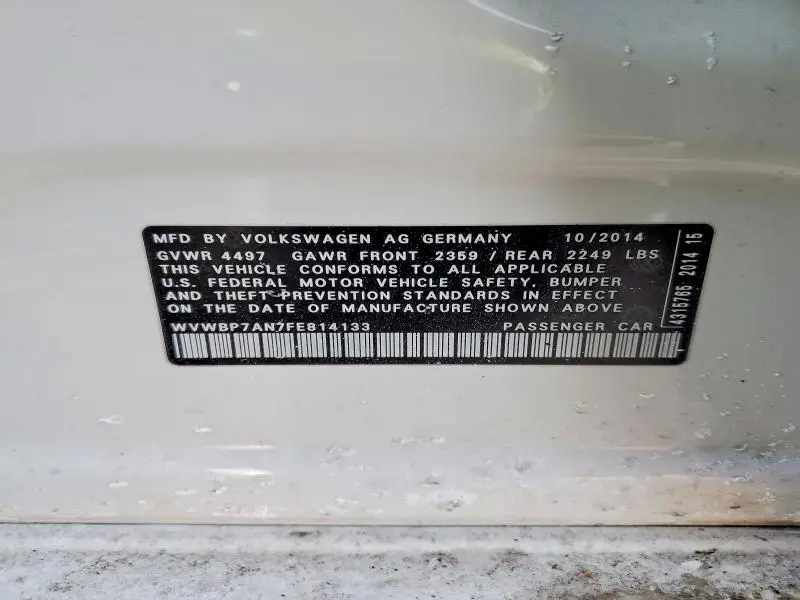 MFD BY VOLKSWAGEN AG GERMANY 10/2014
GVWR 4497 GAWR FRONT 2359 / REAR 2249 LBS
THIS VEHICLE CONFORMS TO ALL APPLICABLE
U.S. FEDERAL MOTOR VEHICLE SAFETY, BUMPER
AND THEFT PREVENTION STANDARDS IN EFFECT
ON THE DATE OF MANUFACTURE SHOWN ABOVE
WVWBP7AN7FE814133 PASSENGER CAR
4315765 2014 15